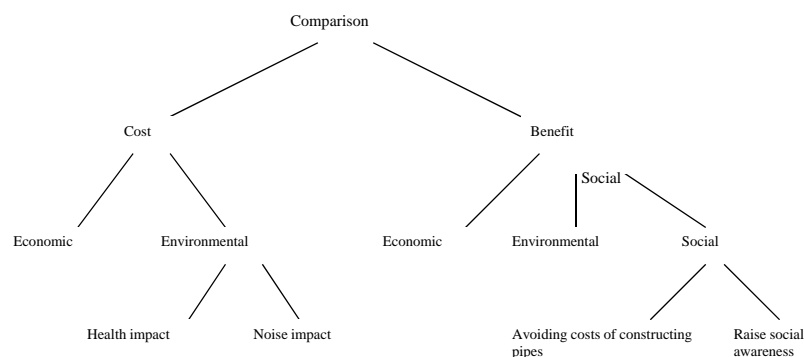 Comparison
Cost
Benefit
Social
Economic
Environmental
Economic
Environmental
Social
Health impact
Noise impact
Avoiding costs of constructing
pipes
Raise social
awareness